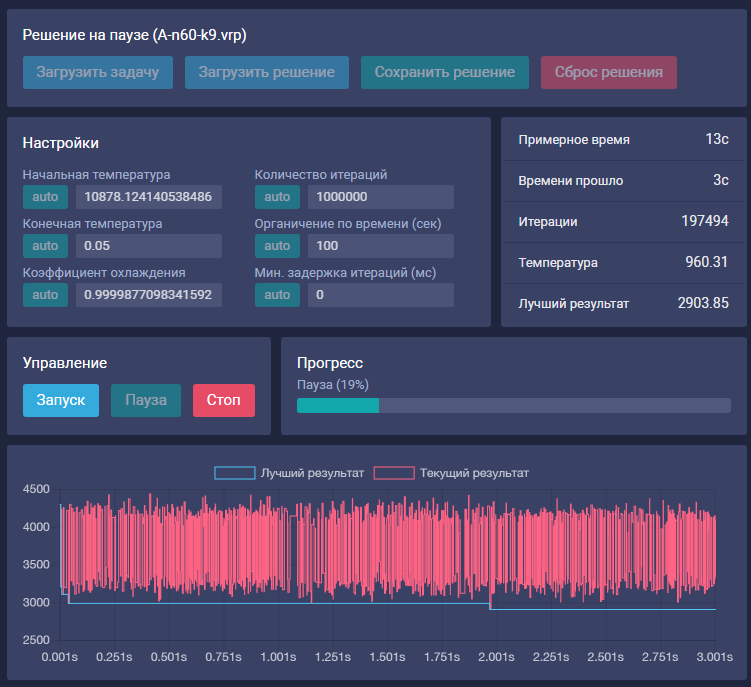 Решение на паузе (A-n60-k9.vrp)
Загрузить задачу Загрузить решение Сохранить решение Сброс решения
Настройки
Начальная температура Количество итераций
auto 10878.124140538486 auto 1000000
Конечная температура Органичение по времени (сек)
auto 0.05 auto 100
Коэффициент охлаждения Мин. задержка итераций (мс)
auto 0.9999877098341592 auto 0
Примерное время 13с
Времени прошло 3с
Итерации 197494
Температура 960.31
Лучший результат 2903.85
Управление
Запуск Пауза Стоп
Прогресс
Пауза (19%)
Лучший результат Текущий результат
4500
4000
3500
3000
2500
0.001s 0.251s 0.501s 0.751s 1.001s 1.251s 1.501s 1.751s 2.001s 2.251s 2.501s 2.751s 3.001s